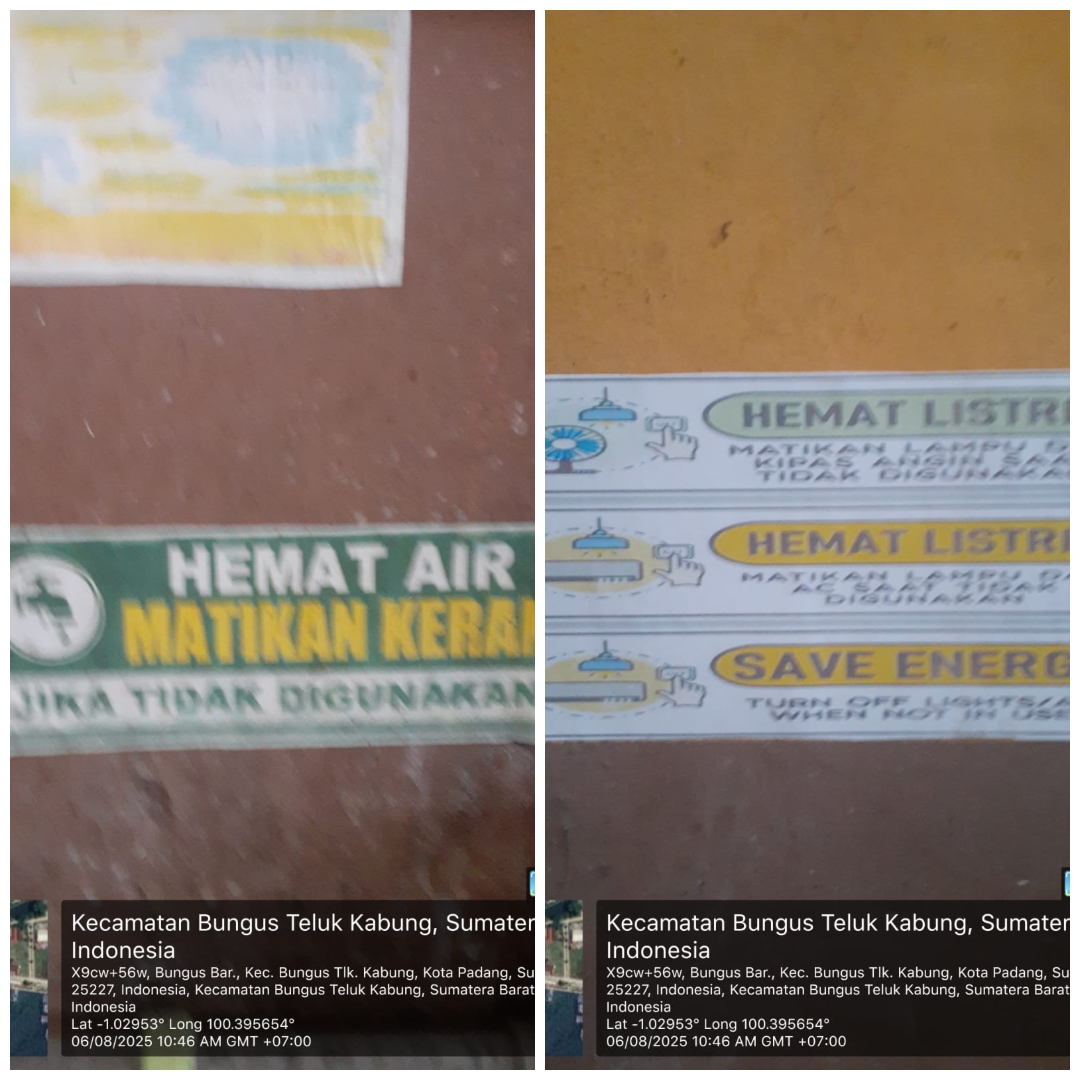 HEMAT AIR
MATIKAN KERAN
JIKA TIDAK DIGUNAKAN
Kecamatan Bungus Teluk Kabung, Sumater
Indonesia
X9cw+56w, Bungus Bar., Kec. Bungus Tlk. Kabung, Kota Padang, Su
25227, Indonesia, Kecamatan Bungus Teluk Kabung, Sumatera Barat
Indonesia
Lat -1.02953° Long 100.395654°
06/08/2025 10:46 AM GMT +07:00
HEMAT LISTRI
MATIKAN LAMPU D
KIPAS ANGIN SA
TIDAK DIGUNAKA
HEMAT LISTRI
MATIKAN LAMPU DA
AC SAAT TIDAK
DIGUNAKAN
SAVE ENERG
TURN OFF LIGHTS/A
WHEN NOT IN USE
Kecamatan Bungus Teluk Kabung, Sumater
Indonesia
X9cw+56w, Bungus Bar., Kec. Bungus Tlk. Kabung, Kota Padang, Su
25227, Indonesia, Kecamatan Bungus Teluk Kabung, Sumatera Barat
Indonesia
Lat -1.02953° Long 100.395654°
06/08/2025 10:46 AM GMT +07:00